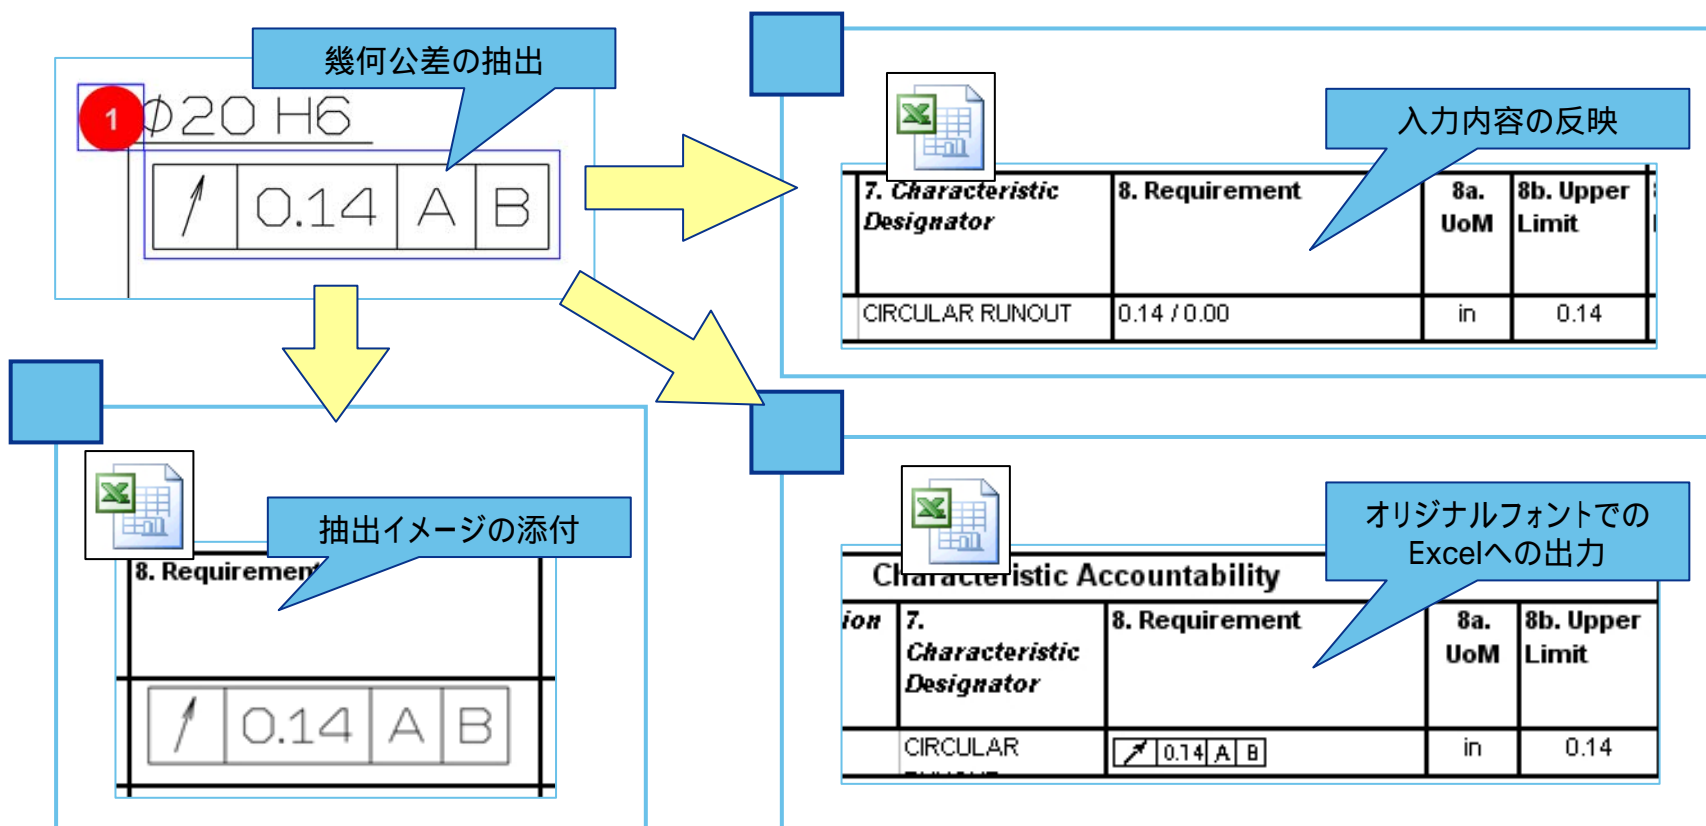 幾何公差の抽出
1
φ20 H6
0.14 A B
入力内容の反映
7. Characteristic Designator
8. Requirement
8a. UoM
8b. Upper Limit
CIRCULAR RUNOUT
0.14 / 0.00
in
0.14
抽出イメージの添付
8. Requirement
0.14 A B
オリジナルフォントでの
Excelへの出力
Characteristic Accountability
ion
7.
Characteristic
Designator
8. Requirement
8a.
UoM
8b. Upper
Limit
CIRCULAR
0.14 A B
in
0.14